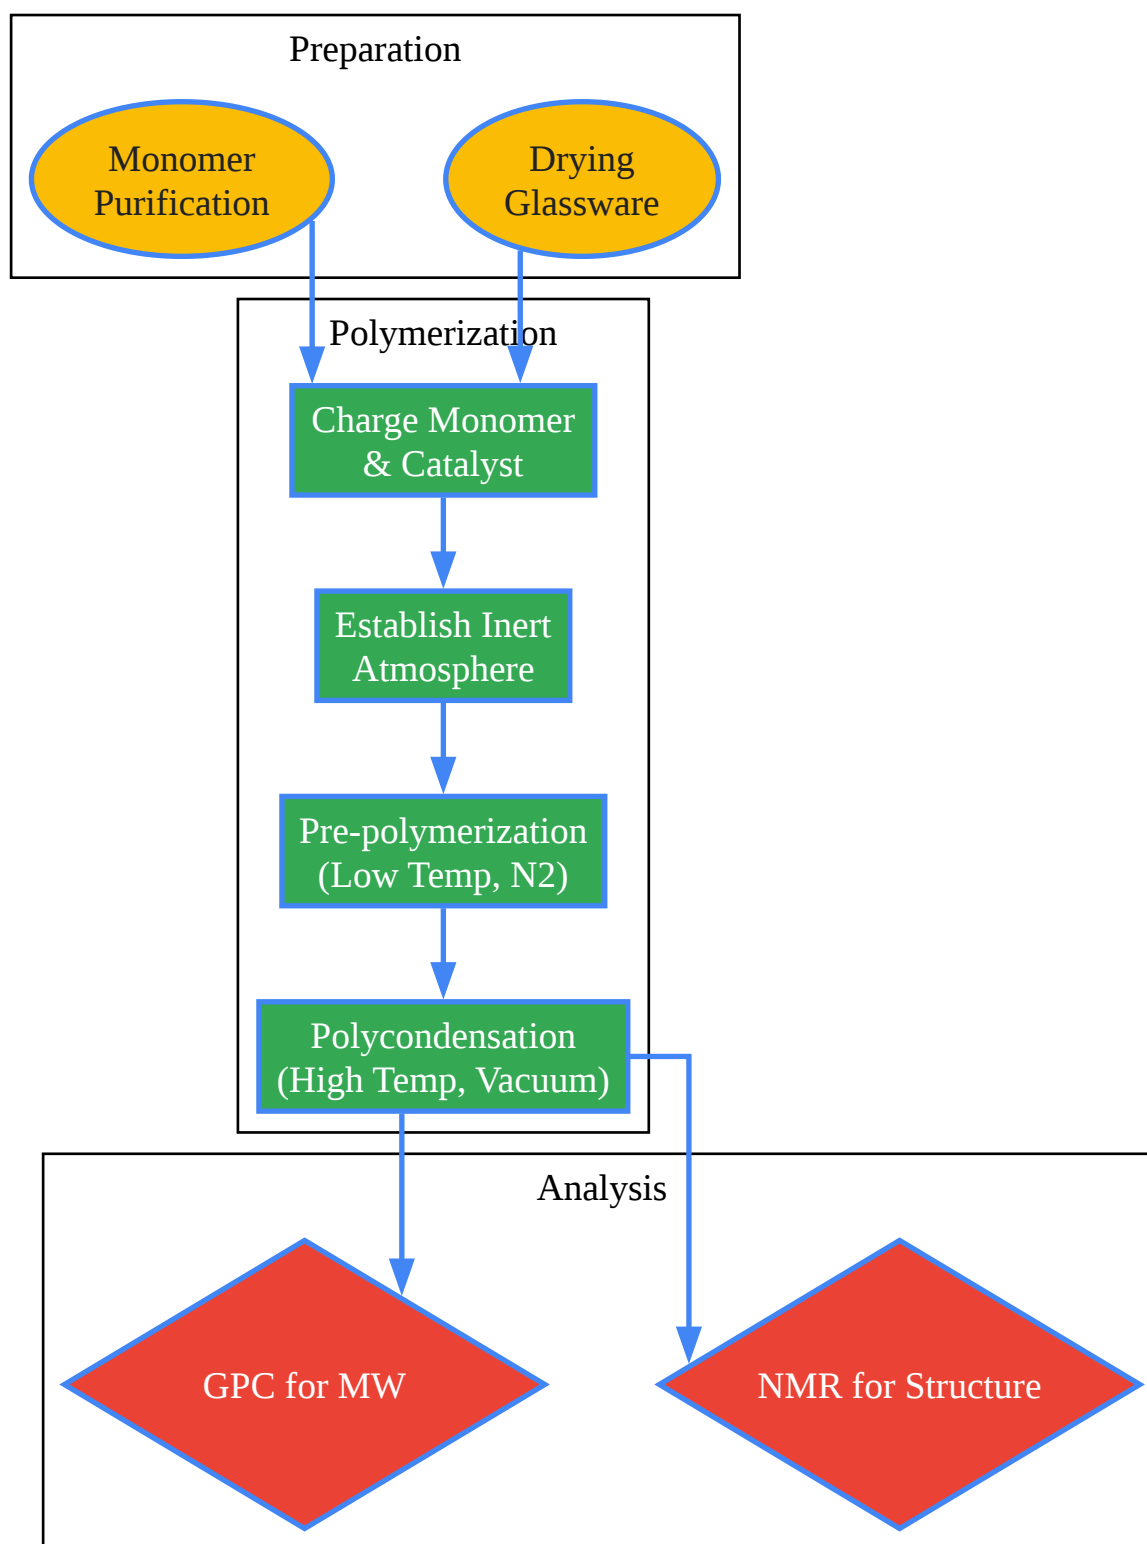 Preparation
Monomer
Purification
Drying
Glassware
Polymerization
Charge Monomer
& Catalyst
Establish Inert
Atmosphere
Pre-polymerization
(Low Temp, N2)
Polycondensation
(High Temp, Vacuum)
Analysis
GPC for MW
NMR for Structure